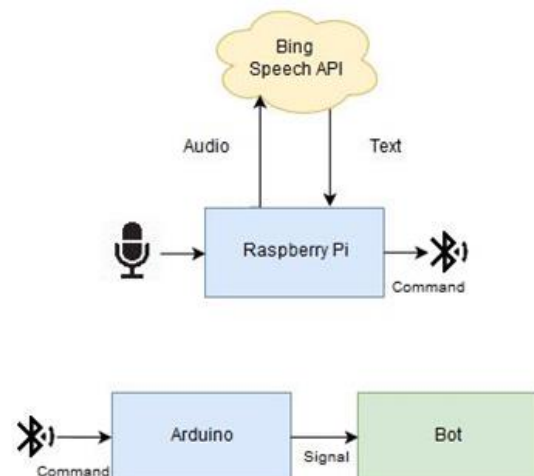 Bing
Speech API
Audio
Text
Raspberry Pi
Command
Arduino
Bot
Command
Signal